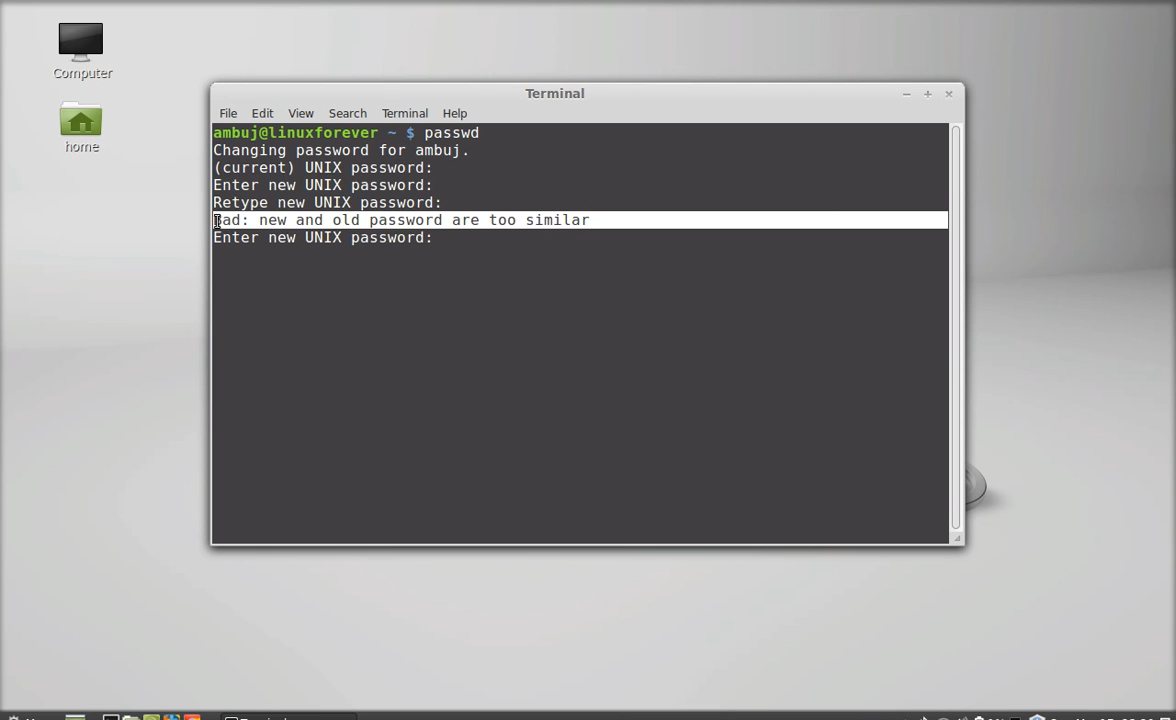 Computer
home
Terminal
File Edit View Search Terminal Help
ambuj@linuxforever ~ $ passwd
Changing password for ambuj.
(current) UNIX password:
Enter new UNIX password:
Retype new UNIX password:
Bad: new and old password are too similar
Enter new UNIX password: